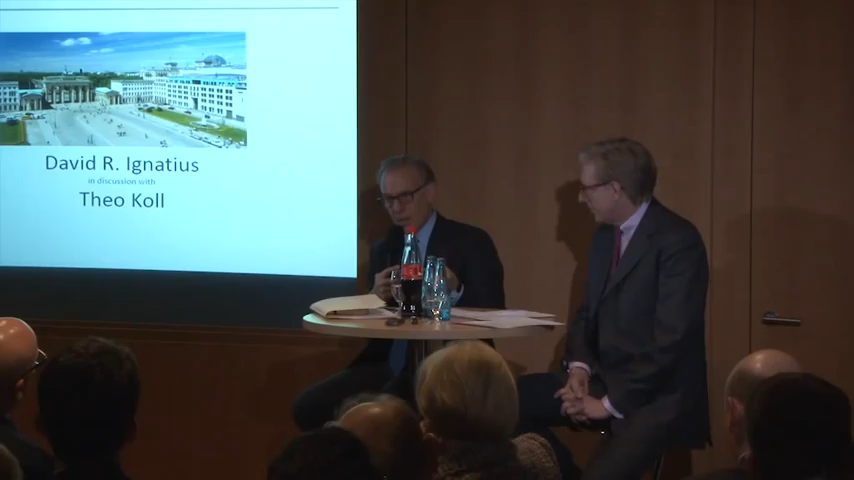 David R. Ignatius
in discussion with
Theo Koll